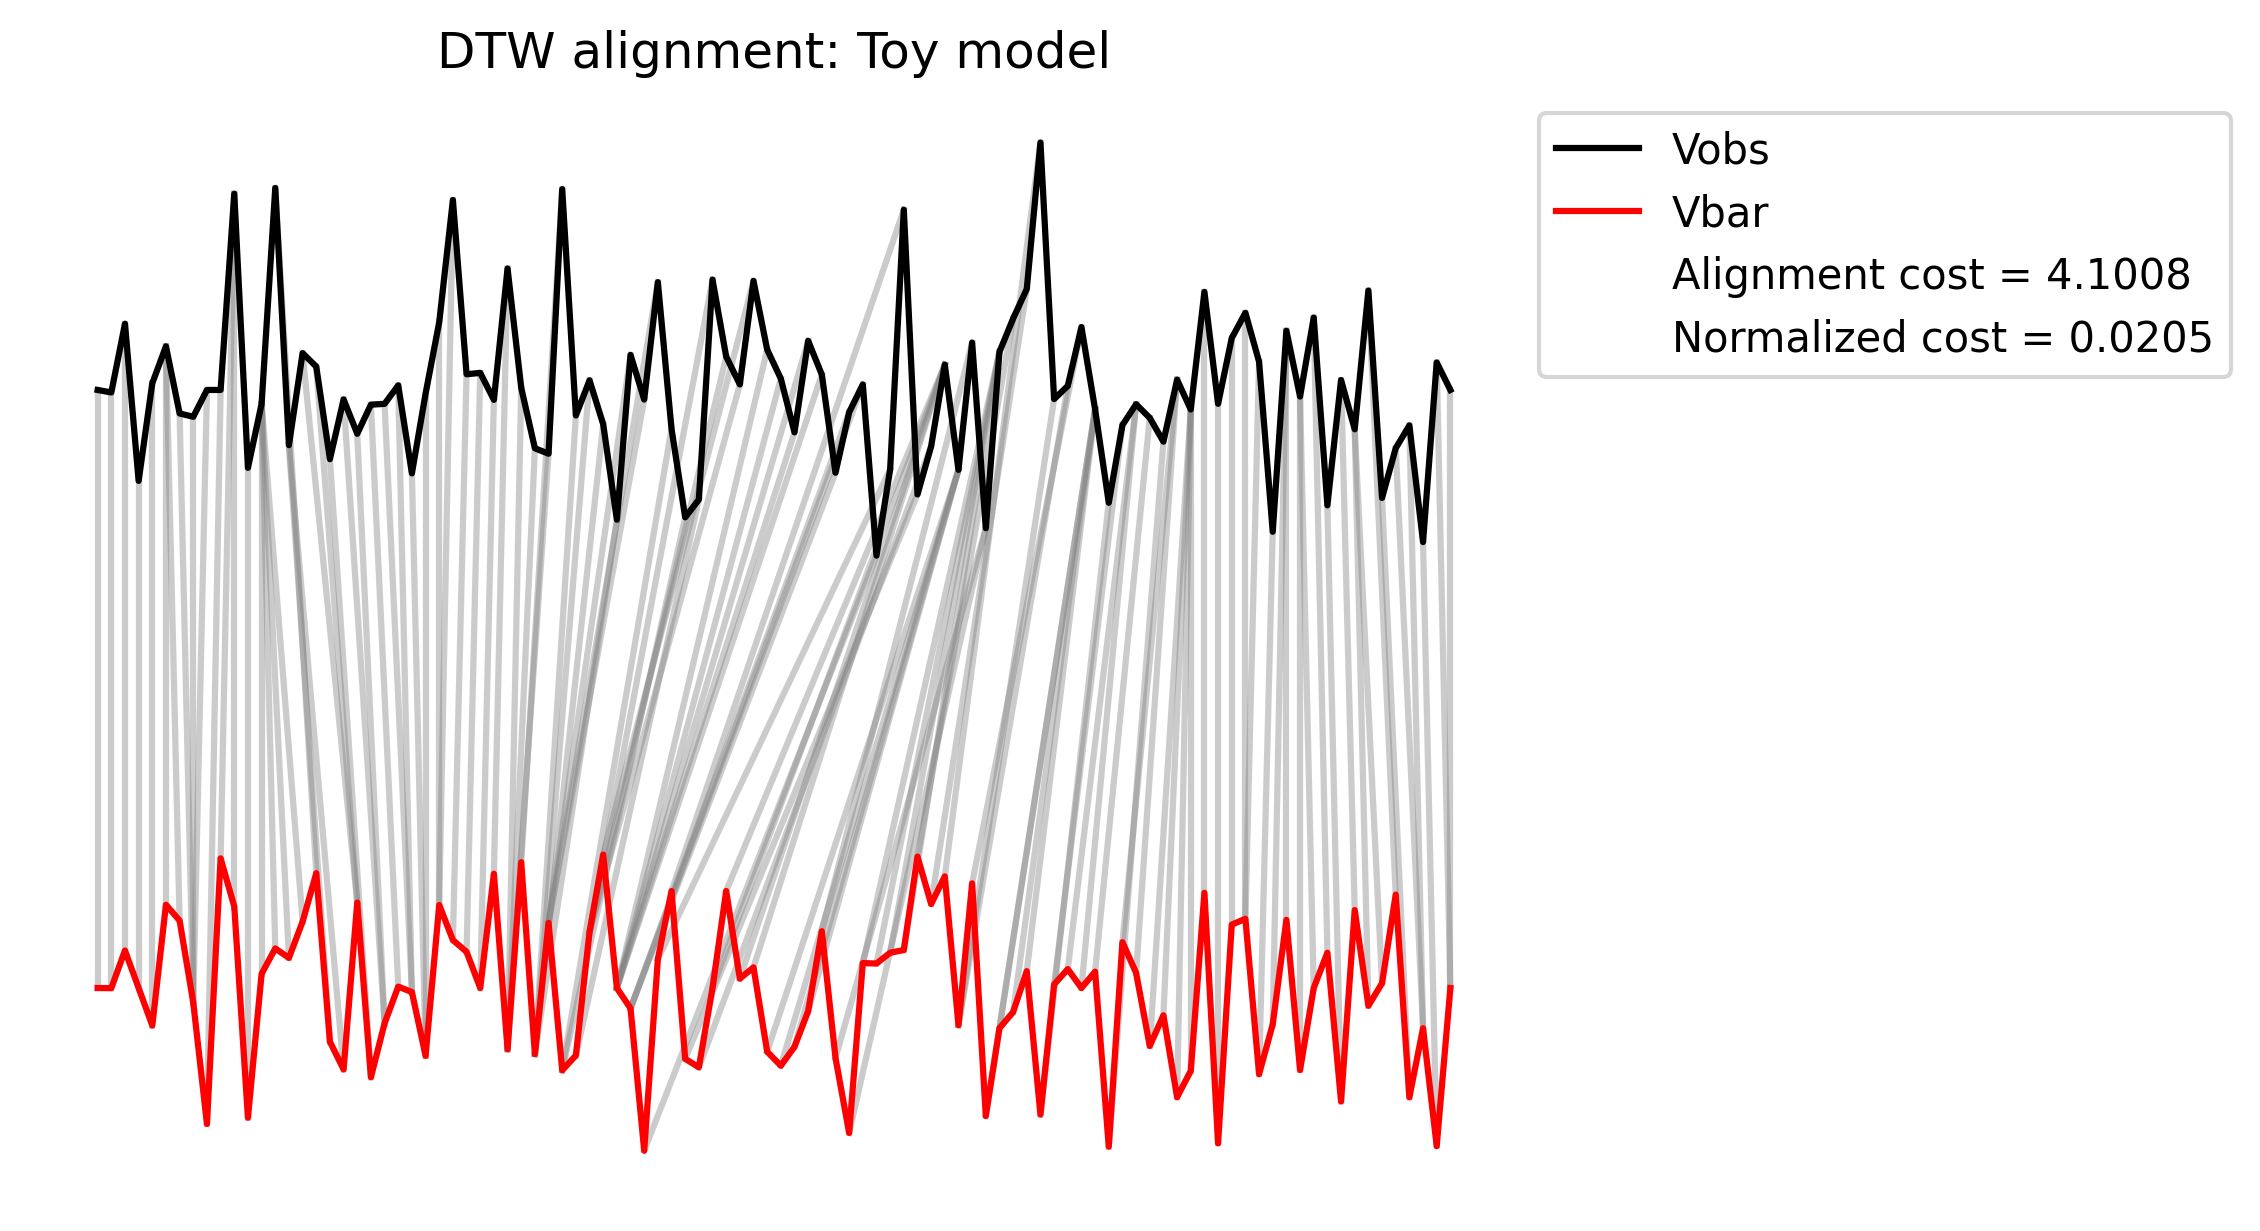 DTW alignment: Toy model
Vobs
Vbar
Alignment cost = 4.1008
Normalized cost = 0.0205